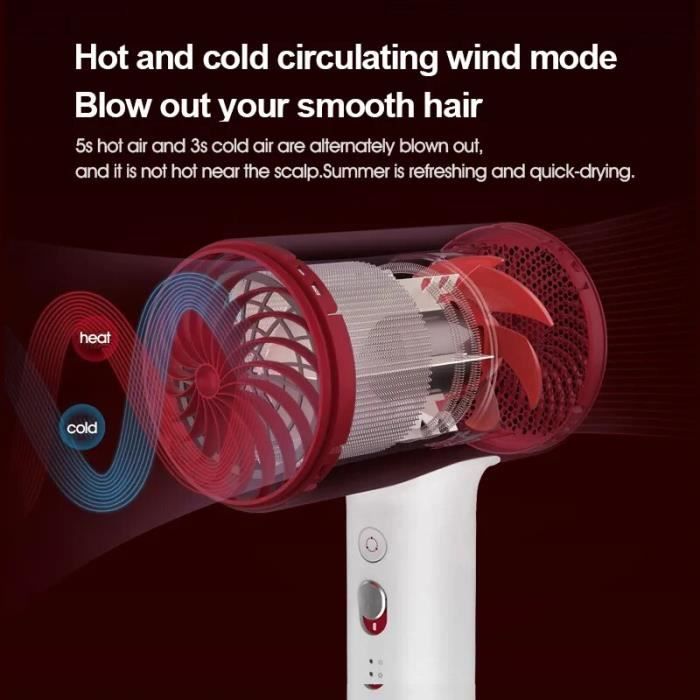 Hot and cold circulating wind mode
Blow out your smooth hair
5s hot air and 3s cold air are alternately blown out,
and it is not hot near the scalp.Summer is refreshing and quick-drying.
heat
cold